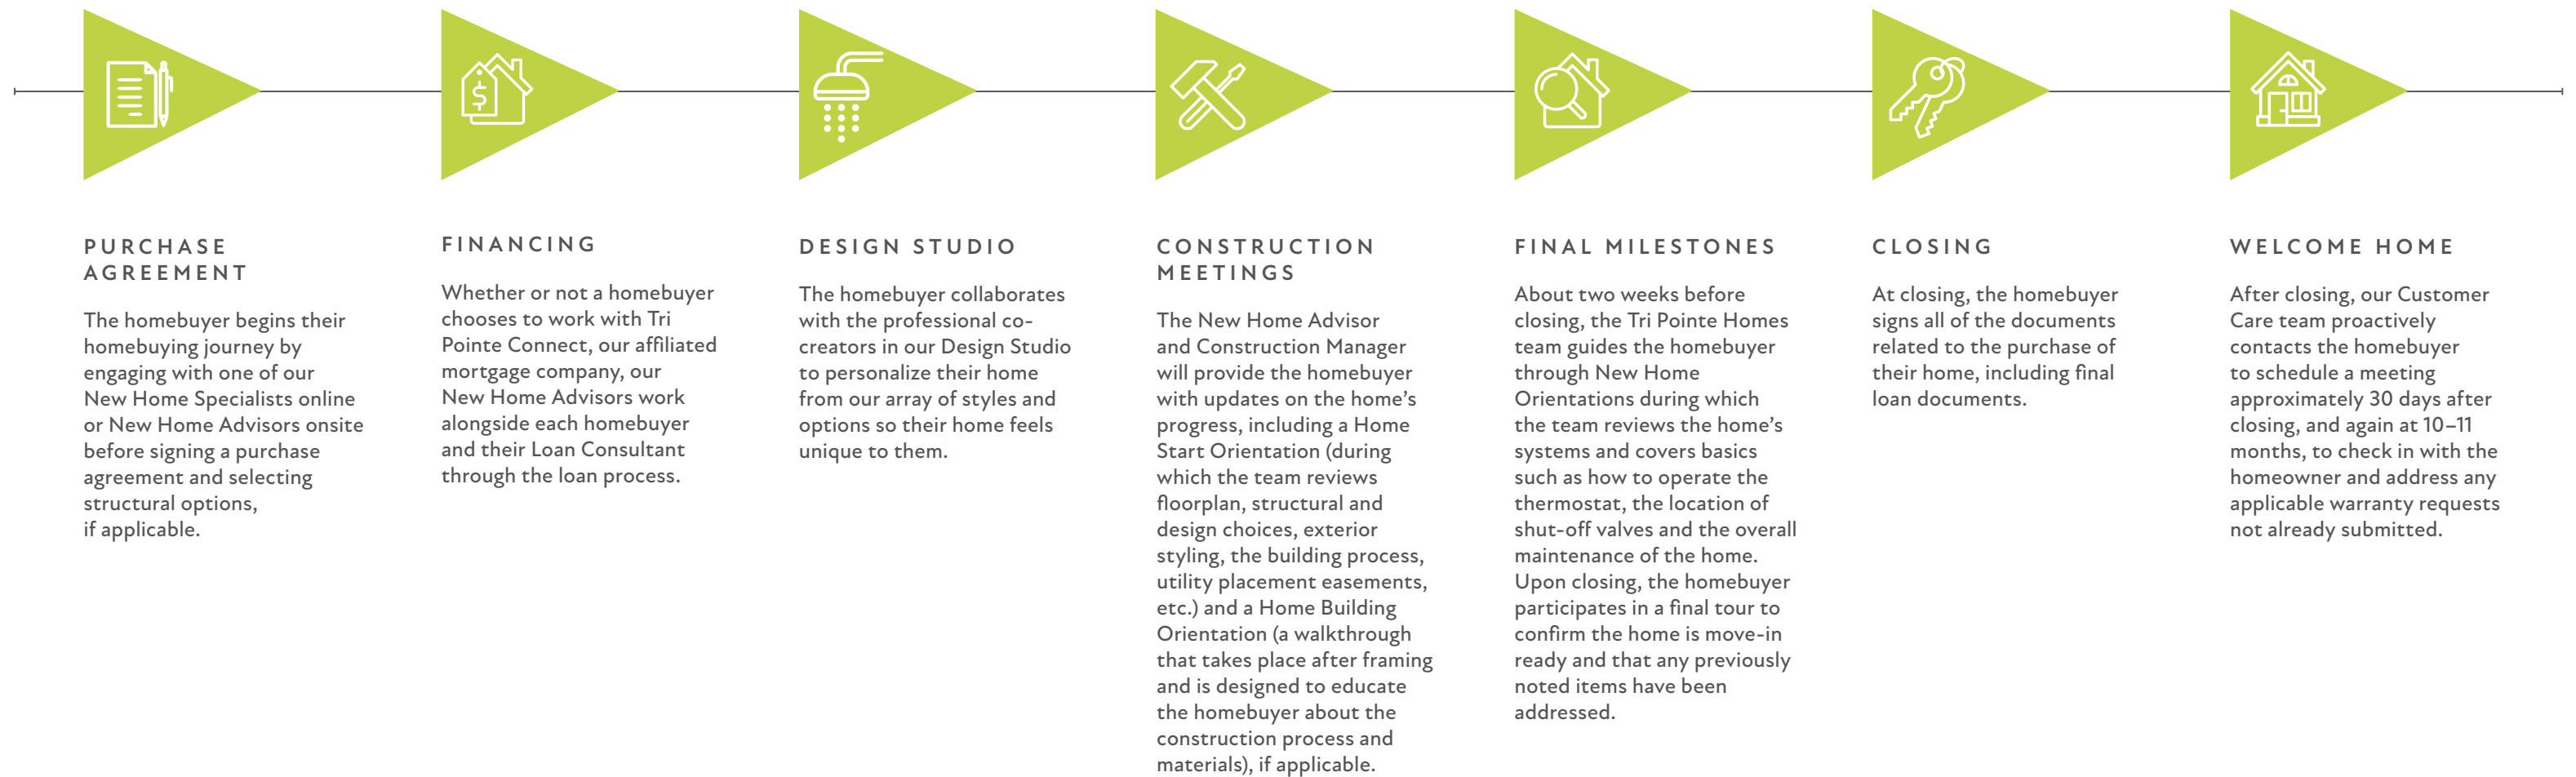 PURCHASE
AGREEMENT
The homebuyer begins their
homebuying journey by
engaging with one of our
New Home Specialists online
or New Home Advisors onsite
before signing a purchase
agreement and selecting
structural options,
if applicable.
FINANCING
Whether or not a homebuyer
chooses to work with Tri
Pointe Connect, our affiliated
mortgage company, our
New Home Advisors work
alongside each homebuyer
and their Loan Consultant
through the loan process.
DESIGN STUDIO
The homebuyer collaborates
with the professional co-
creators in our Design Studio
to personalize their home
from our array of styles and
options so their home feels
unique to them.
CONSTRUCTION
MEETINGS
The New Home Advisor
and Construction Manager
will provide the homebuyer
with updates on the home’s
progress, including a Home
Start Orientation (during
which the team reviews
floorplan, structural and
design choices, exterior
styling, the building process,
utility placement easements,
etc.) and a Home Building
Orientation (a walkthrough
that takes place after framing
and is designed to educate
the homebuyer about the
construction process and
materials), if applicable.
FINAL MILESTONES
About two weeks before
closing, the Tri Pointe Homes
team guides the homebuyer
through New Home
Orientations during which
the team reviews the home’s
systems and covers basics
such as how to operate the
thermostat, the location of
shut-off valves and the overall
maintenance of the home.
Upon closing, the homebuyer
participates in a final tour to
confirm the home is move-in
ready and that any previously
noted items have been
addressed.
CLOSING
At closing, the homebuyer
signs all of the documents
related to the purchase of
their home, including final
loan documents.
WELCOME HOME
After closing, our Customer
Care team proactively
contacts the homebuyer
to schedule a meeting
approximately 30 days after
closing, and again at 10–11
months, to check in with the
homeowner and address any
applicable warranty requests
not already submitted.